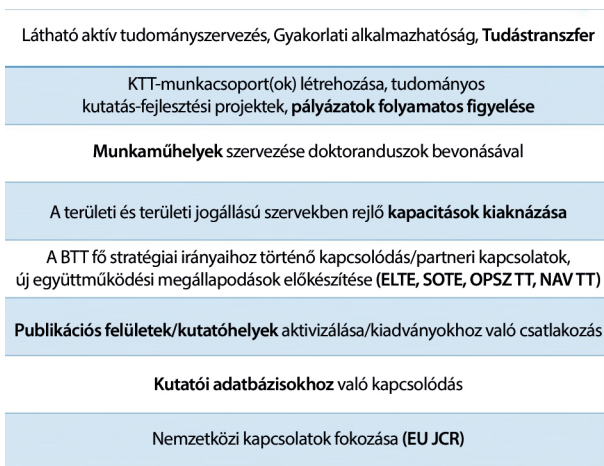 Látható aktív tudományszervezés, Gyakorlati alkalmazhatóság, Tudástranszfer
KTT-munkacsoport(ok) létrehozása, tudományos
kutatás-fejlesztési projektek, pályázatok folyamatos figyelése
Munkaműhelyek szervezése doktoranduszok bevonásával
A területi és területi jogállású szervekben rejlő kapacitások kiaknázása
A BTT fő stratégiai irányaihoz történő kapcsolódás/partneri kapcsolatok,
új együttműködési megállapodások előkészítése (ELTE, SOTE, OPSZ TT, NAV TT)
Publikációs felületek/kutatóhelyek aktivizálása/kiadványokhoz való csatlakozás
Kutatói adatbázisokhoz való kapcsolódás
Nemzetközi kapcsolatok fokozása (EU JCR)